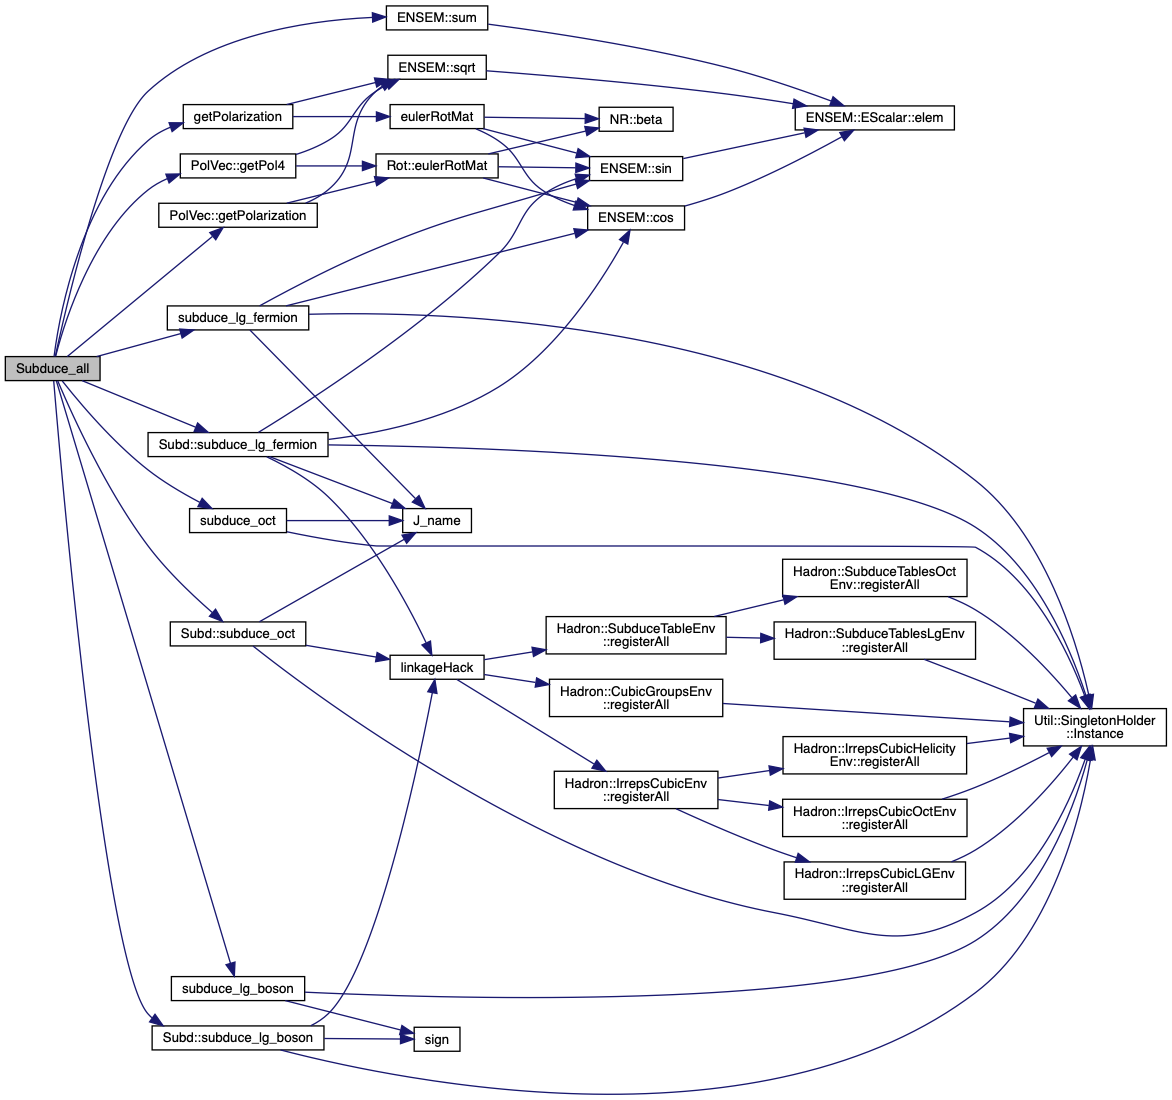 ENSEM::sum
ENSEM::sqrt
getPolarization
eulerRotMat
NR::beta
ENSEM::EScalar::elem
PolVec::getPol4
Rot::eulerRotMat
ENSEM::sin
PolVec::getPolarization
ENSEM::cos
subduce_lg_fermion
Subduce_all
Subd::subduce_lg_fermion
subduce_oct
J_name
Hadron::SubduceTablesOct
Env::registerAll
Subd::subduce_oct
Hadron::SubduceTableEnv
::registerAll
Hadron::SubduceTablesLgEnv
::registerAll
linkageHack
Hadron::CubicGroupsEnv
::registerAll
Util::SingletonHolder
::Instance
Hadron::IrrepsCubicHelicity
Env::registerAll
Hadron::IrrepsCubicEnv
::registerAll
Hadron::IrrepsCubicOctEnv
::registerAll
Hadron::IrrepsCubicLGEnv
::registerAll
subduce_lg_boson
Subd::subduce_lg_boson
sign